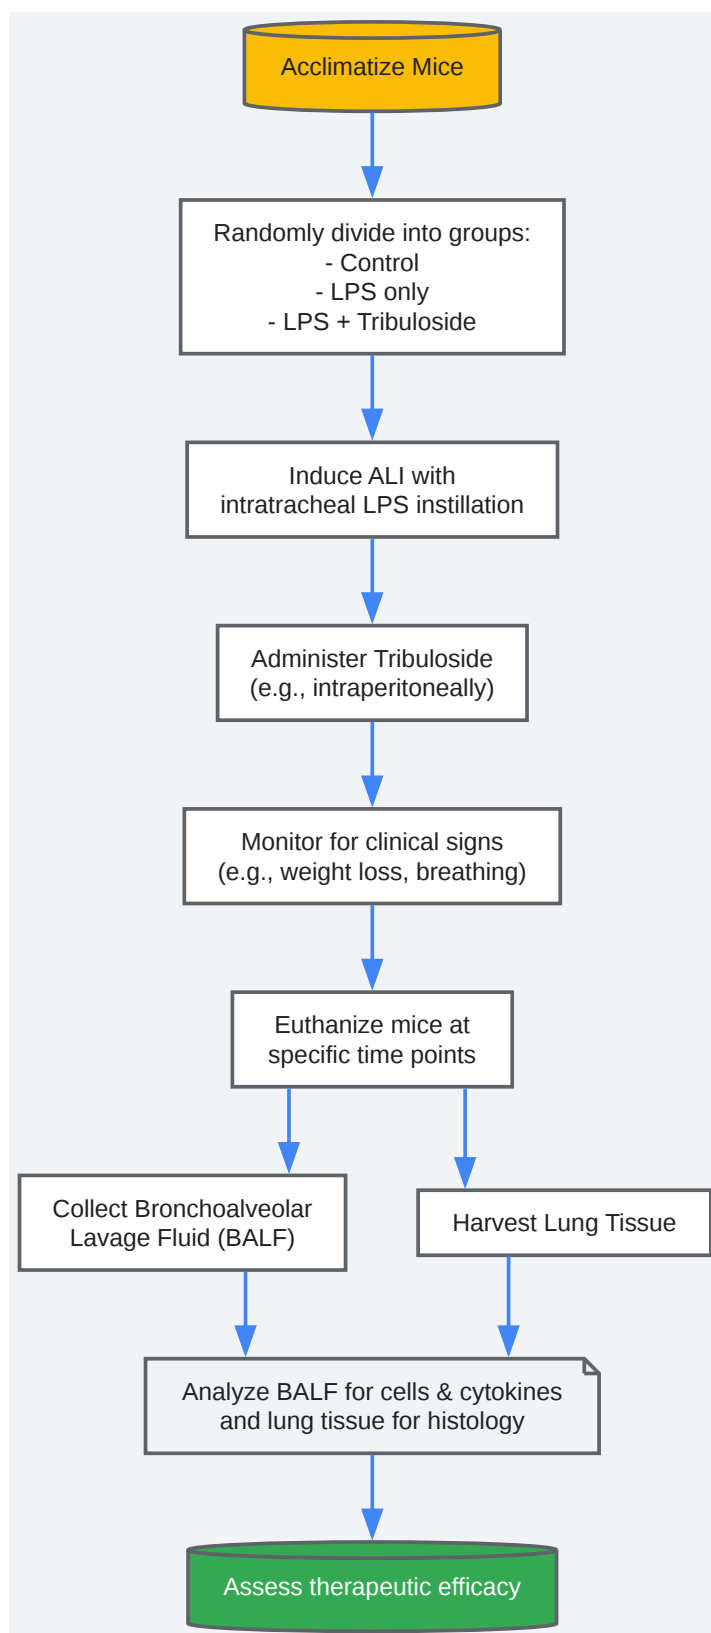 Acclimatize Mice
Randomly divide into groups:
- Control
- LPS only
- LPS + Tribuloside
Induce ALI with
intratracheal LPS instillation
Administer Tribuloside
(e.g., intraperitoneally)
Monitor for clinical signs
(e.g., weight loss, breathing)
Euthanize mice at
specific time points
Collect Bronchoalveolar
Lavage Fluid (BALF)
Harvest Lung Tissue
Analyze BALF for cells & cytokines
and lung tissue for histology
Assess therapeutic efficacy